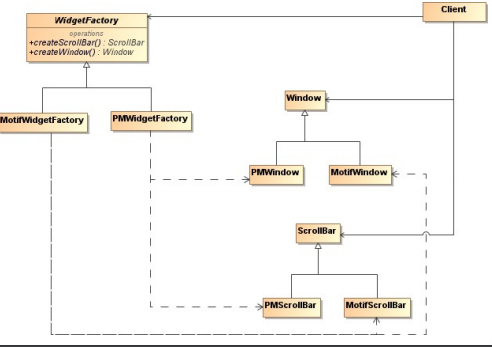 WidgetFactory
Client
operations
+createScrollBar() : ScrollBar
+createWindow() : Window
Window
MotifWidgetFactory
PMWidgetFactory
PMWindow
MotifWindow
ScrollBar
PMScrollBar
MotifScrollBar